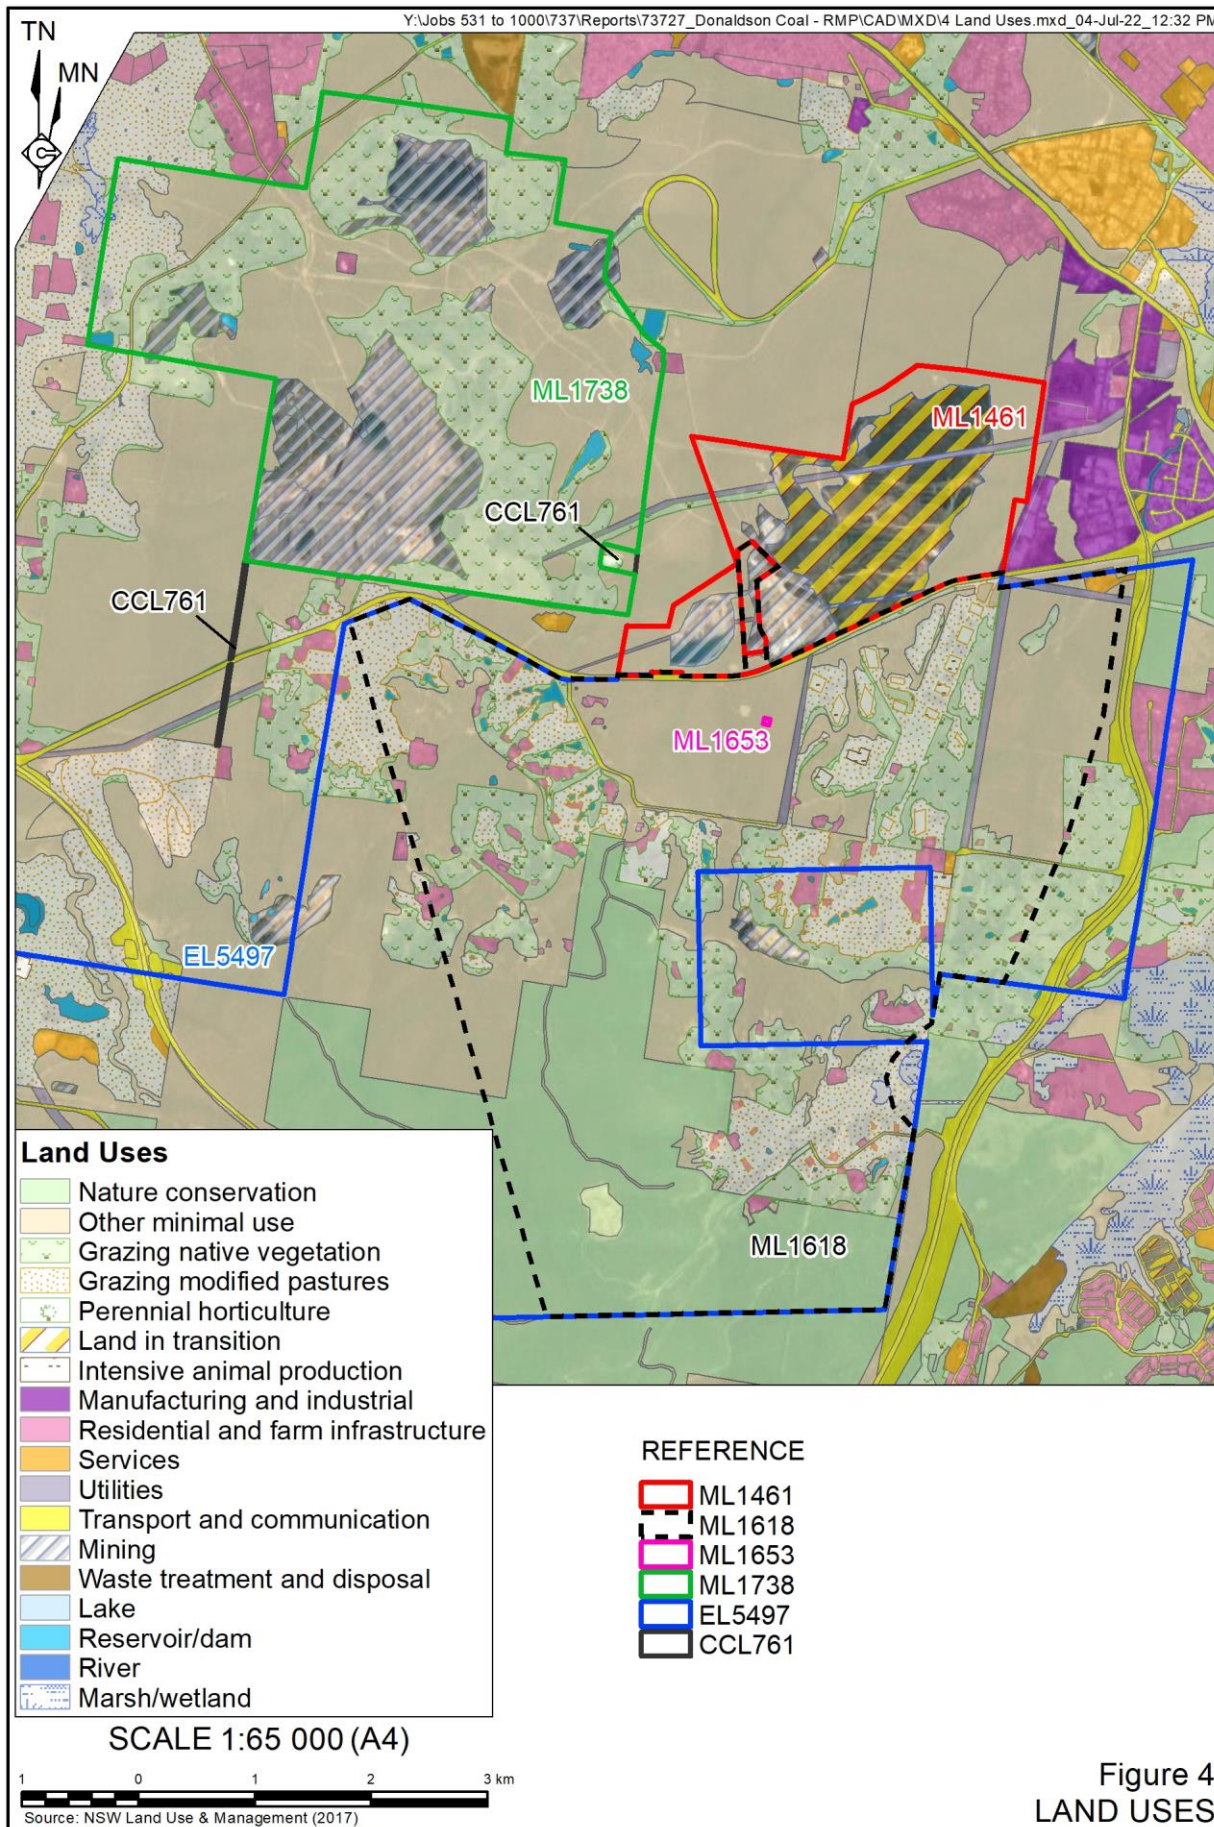 Y:\Jobs 531 to 1000\737\Reports\73727_Donaldson Coal - RMP\CAD\MXD\4 Land Uses.mxd_04-Jul-22_12:32 PM
TN
MN
ML1738
ML1461
CCL761
CCL761
ML1653
EL5497
ML1618
Land Uses
Nature conservation
Other minimal use
Grazing native vegetation
Grazing modified pastures
Perennial horticulture
Land in transition
Intensive animal production
Manufacturing and industrial
Residential and farm infrastructure
Services
Utilities
Transport and communication
Mining
Waste treatment and disposal
Lake
Reservoir/dam
River
Marsh/wetland
REFERENCE
ML1461
ML1618
ML1653
ML1738
EL5497
CCL761
SCALE 1:65 000 (A4)
1 0 1 2 3 km
Source: NSW Land Use & Management (2017)
Figure 4
LAND USES